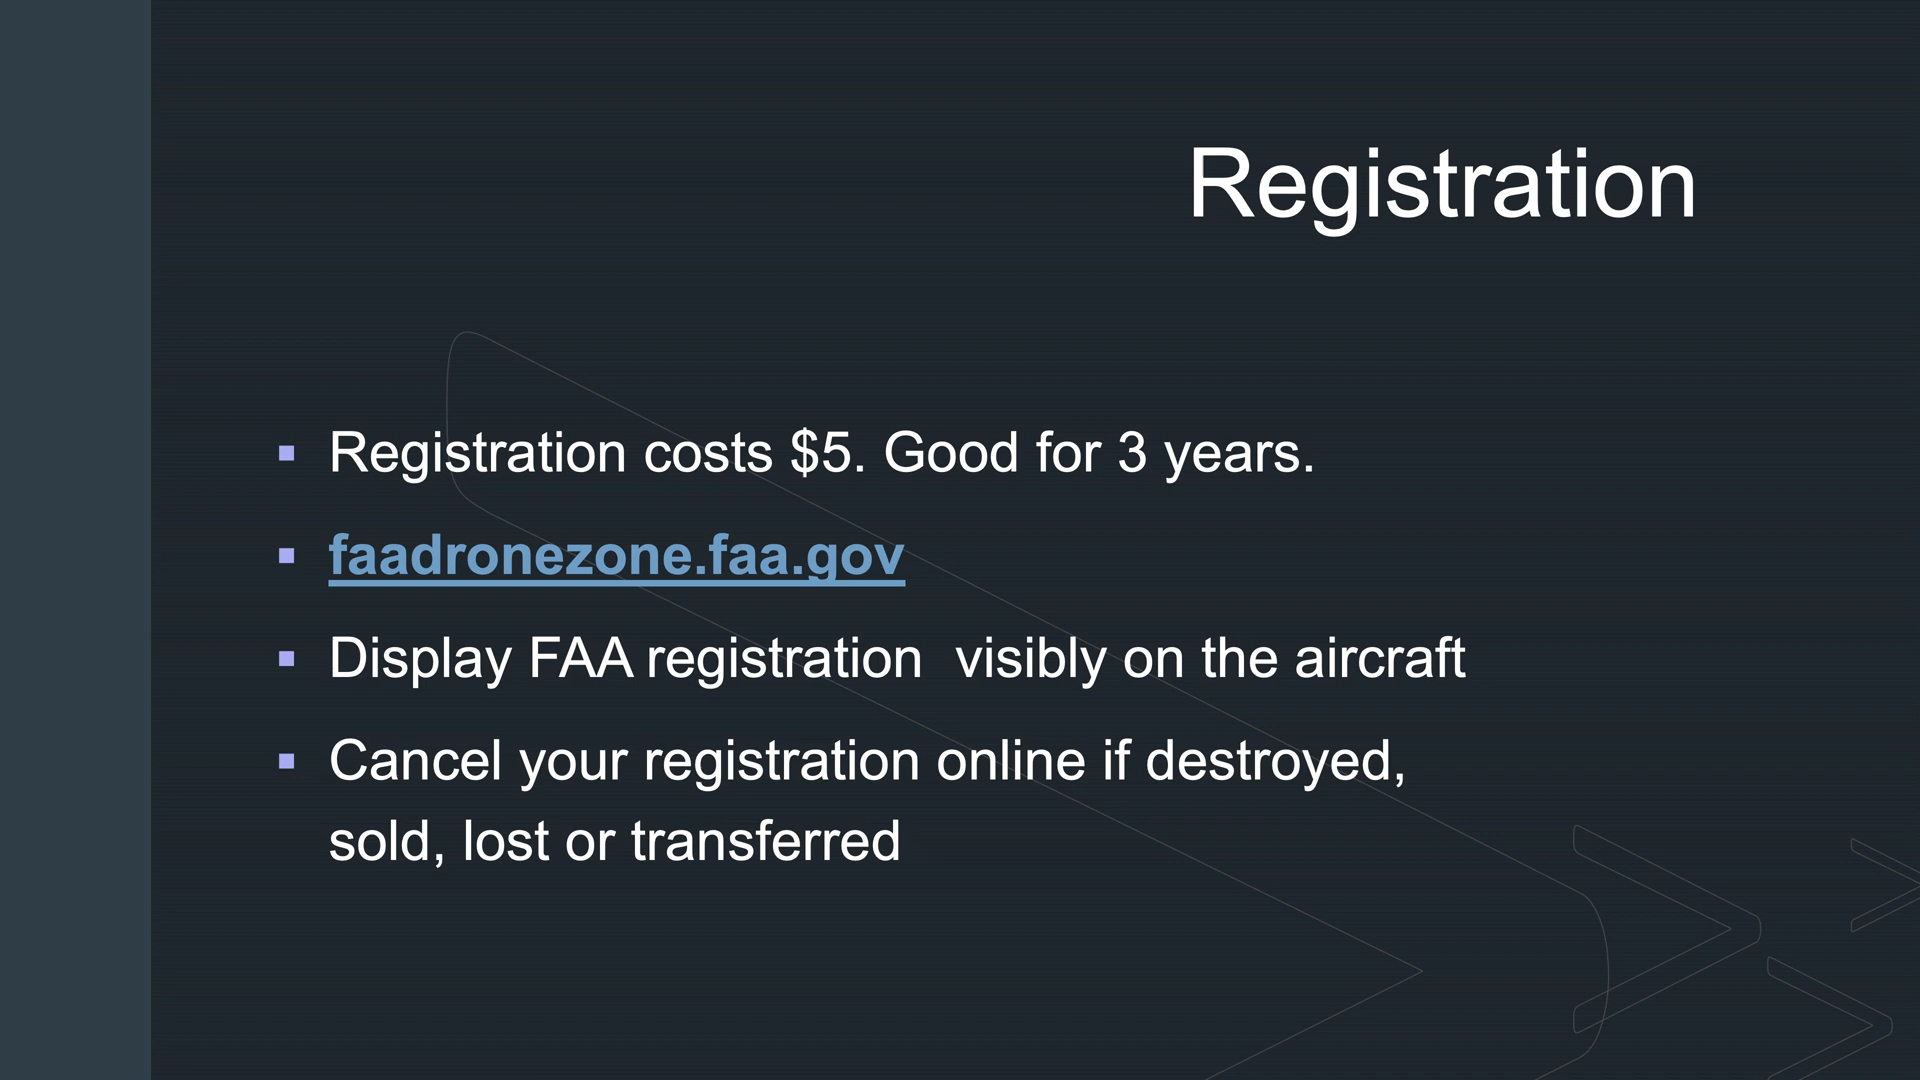 Registration
Registration costs $5. Good for 3 years.
faadronezone.faa.gov
Display FAA registration  visibly on the aircraft
Cancel your registration online if destroyed,
sold, lost or transferred